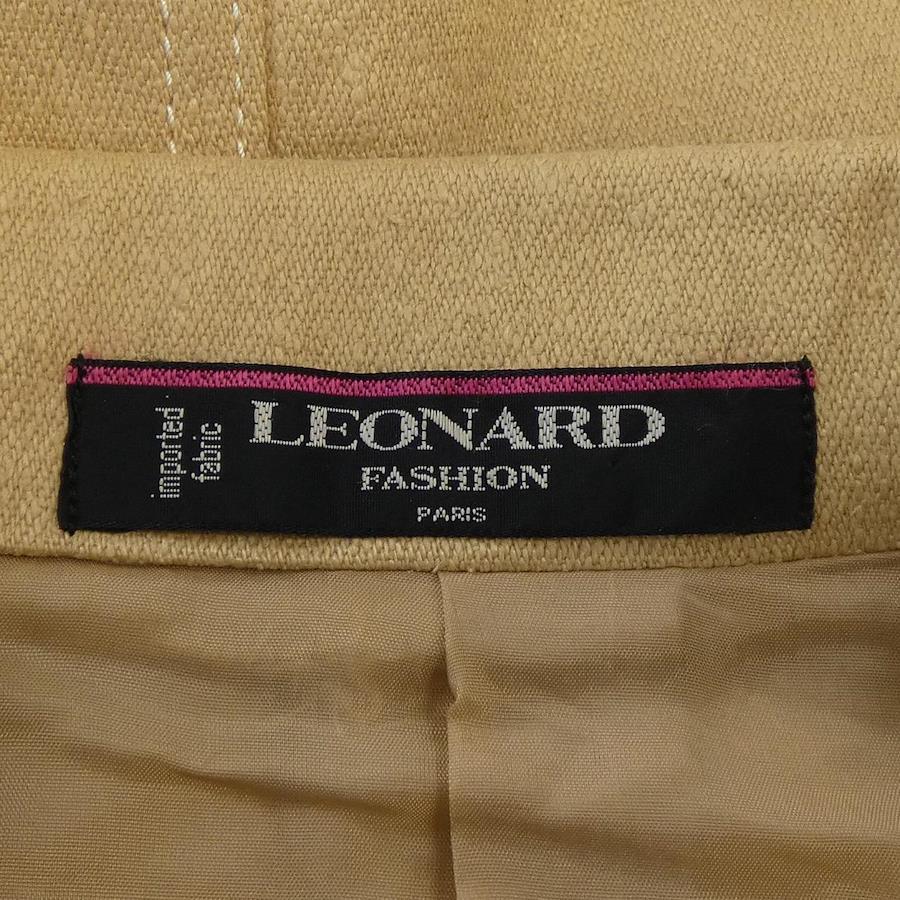 imported
fabric
LEONARD
FASHION
PARIS